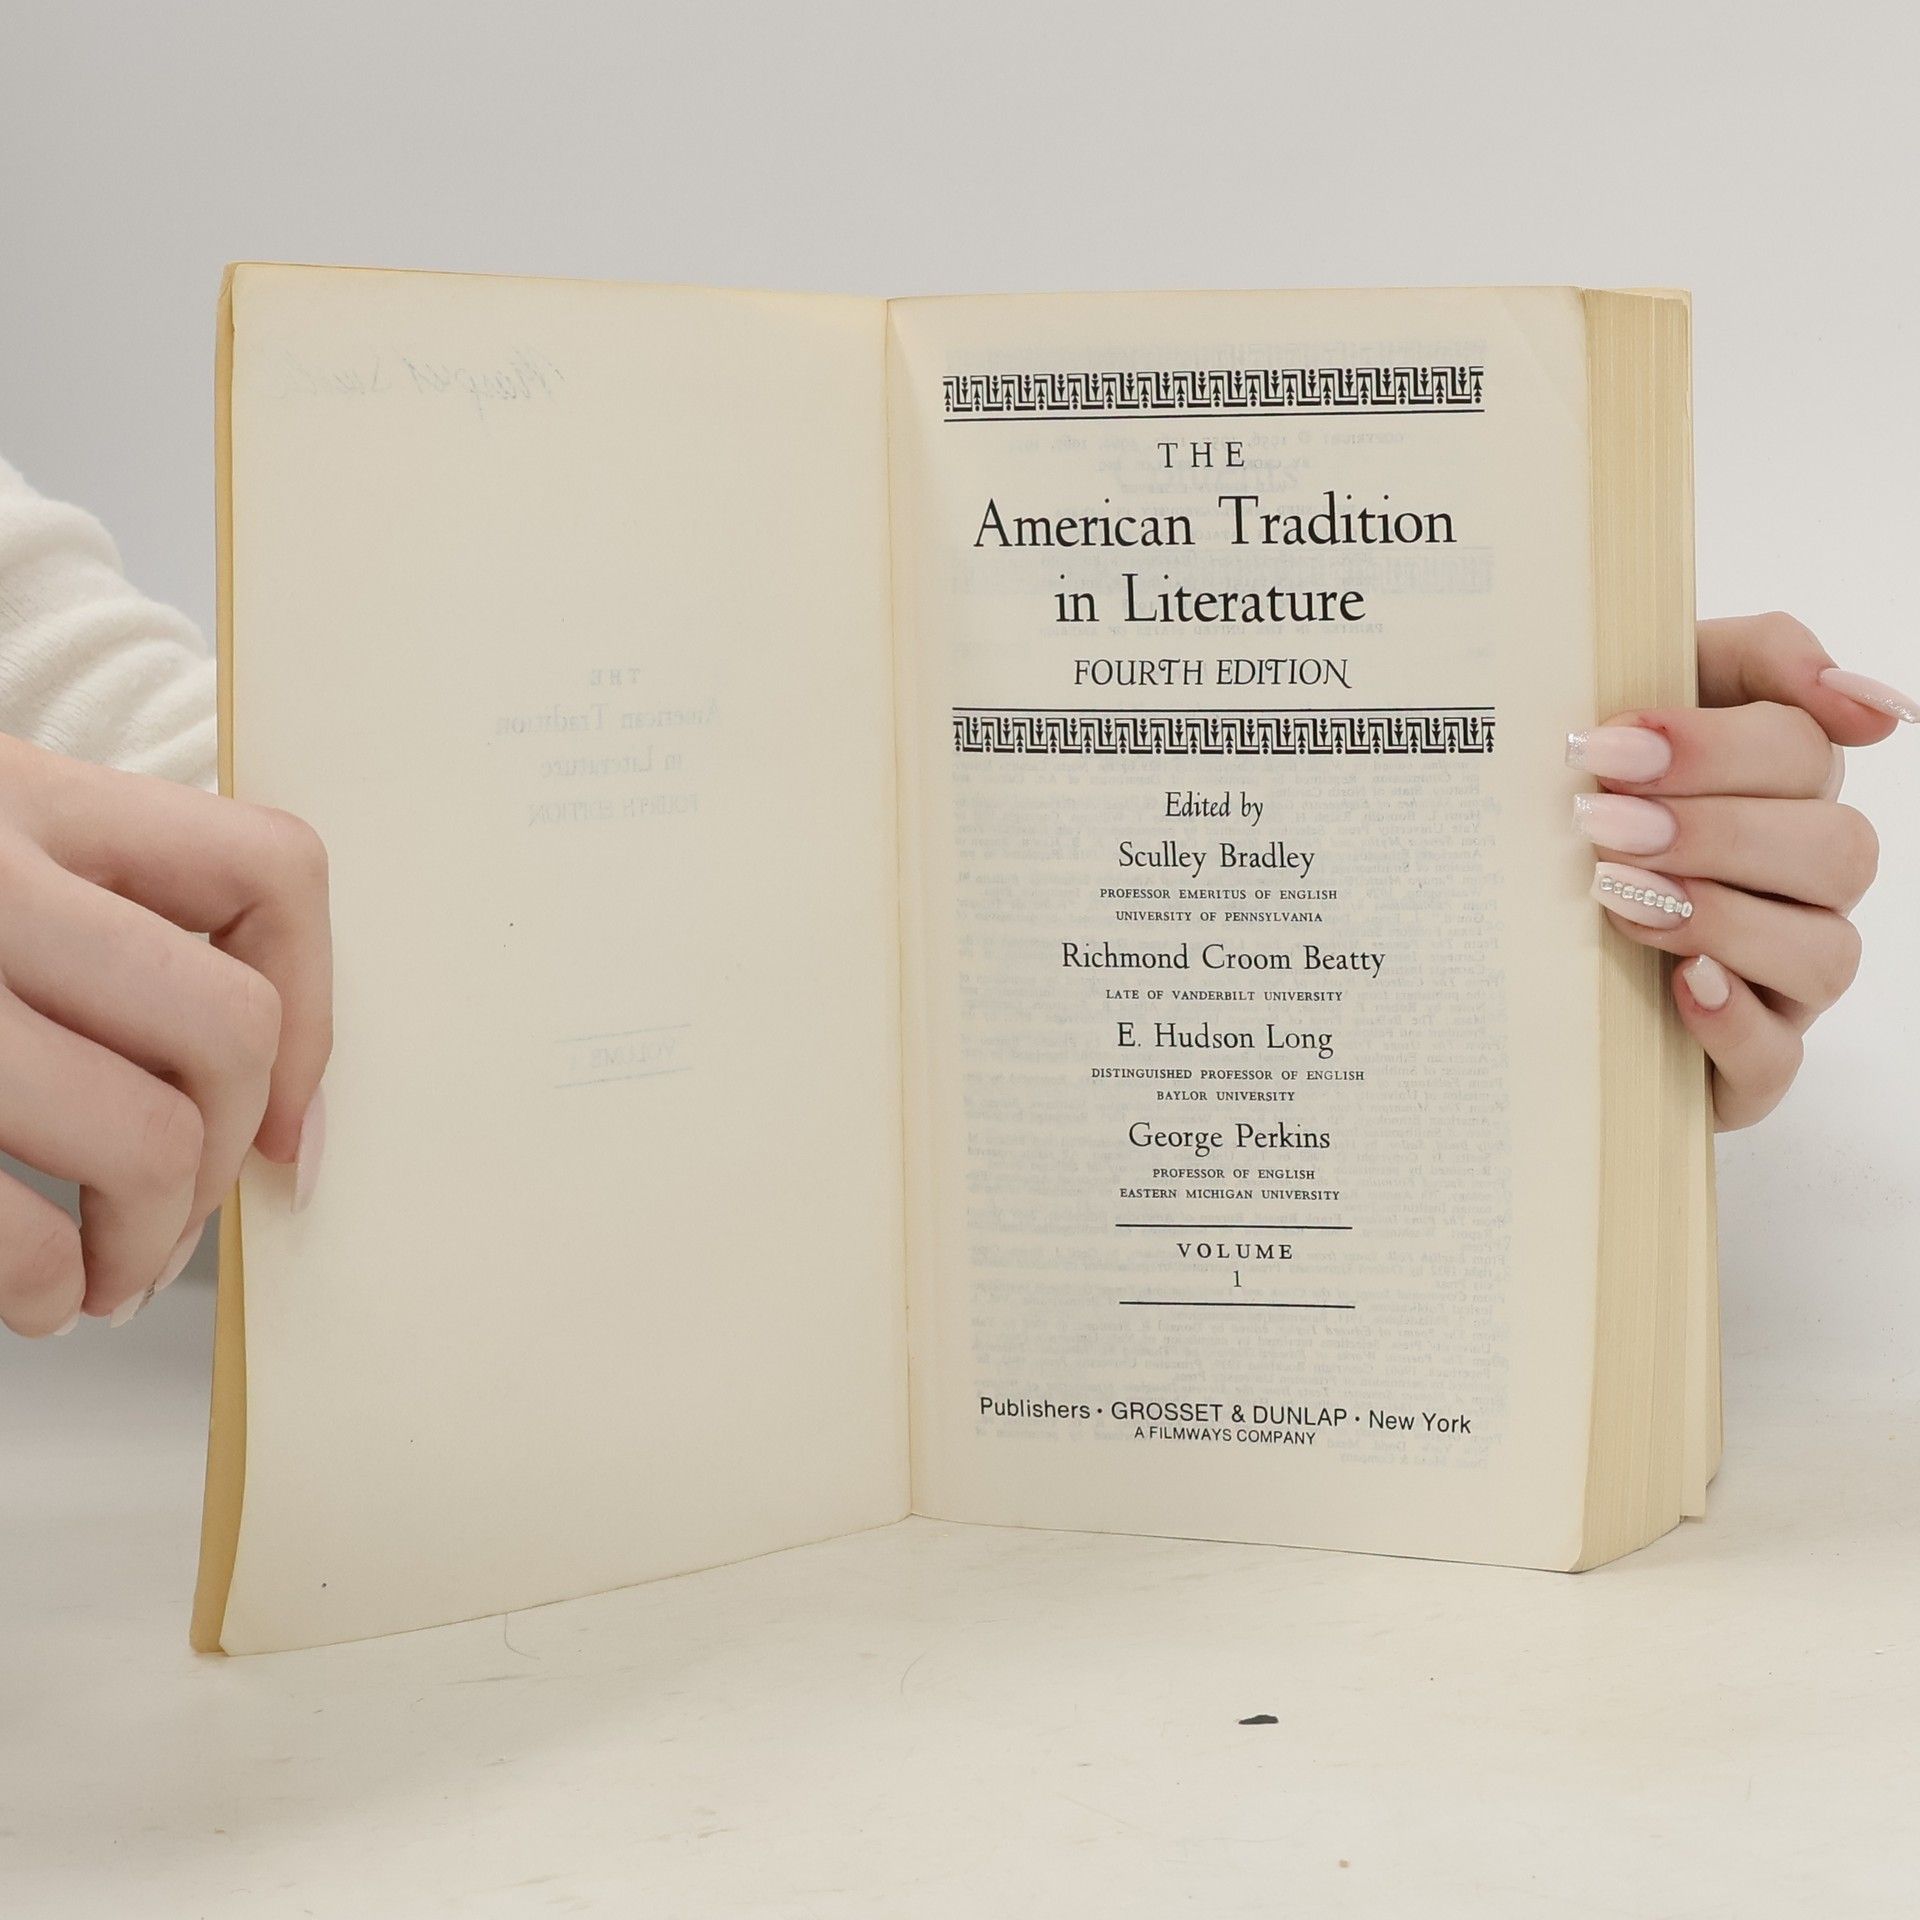 THE
American Tradition
in Literature
FOURTH EDITION
Edited by
Sculley Bradley
PROFESSOR EMERITUS OF ENGLISH
UNIVERSITY OF PENNSYLVANIA
Richmond Croom Beatty
LATE OF VANDERBILT UNIVERSITY
E. Hudson Long
DISTINGUISHED PROFESSOR OF ENGLISH
BAYLOR UNIVERSITY
George Perkins
PROFESSOR OF ENGLISH
EASTERN MICHIGAN UNIVERSITY
VOLUME
1
Publishers • GROSSET & DUNLAP • New York
A FILMWAYS COMPANY